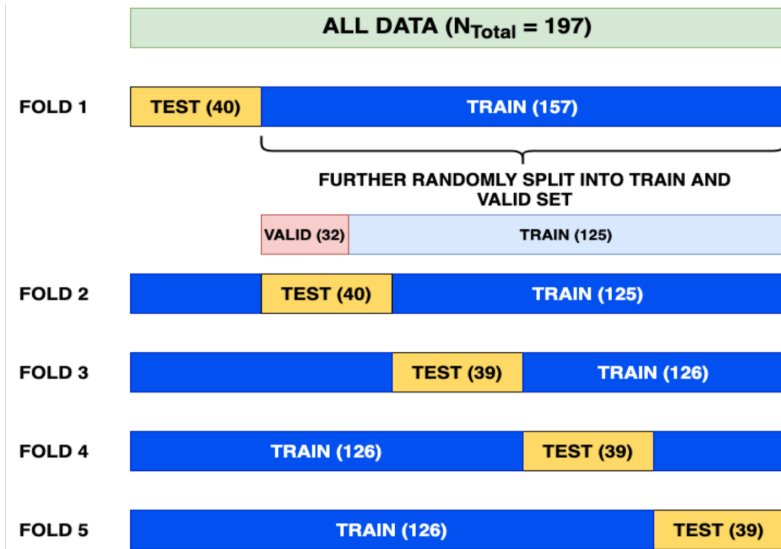 ALL DATA (NTotal = 197)
FOLD 1 TEST (40) TRAIN (157)
FURTHER RANDOMLY SPLIT INTO TRAIN AND
VALID SET
VALID (32) TRAIN (125)
FOLD 2 TEST (40) TRAIN (125)
FOLD 3 TEST (39) TRAIN (126)
FOLD 4 TRAIN (126) TEST (39)
FOLD 5 TRAIN (126) TEST (39)